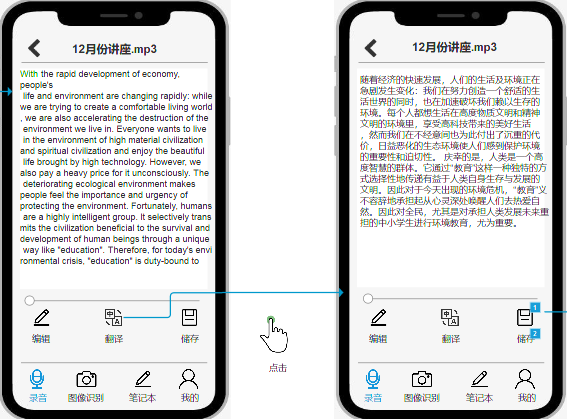 12月份讲座.mp3
With the rapid development of economy,
people's
life and environment are changing rapidly: while
we are trying to create a comfortable living world
, we are also accelerating the destruction of the
environment we live in. Everyone wants to live
in the environment of high material civilization
and spiritual civilization and enjoy the beautiful
life brought by high technology. However, we
also pay a heavy price for it unconsciously. The
deteriorating ecological environment makes
people feel the importance and urgency of
protecting the environment. Fortunately, humans
are a highly intelligent group. It selectively trans
mits the civilization beneficial to the survival and
development of human beings through a unique
way like "education". Therefore, for today's envi
ronmental crisis, "education" is duty-bound to
编辑
翻译
储存
录音
图像识别
笔记本
我的
点击
12月份讲座.mp3
随着经济的快速发展，人们的生活及环境正在
急剧发生变化：我们在努力创造一个舒适的生
活世界的同时，也在加速破坏我们赖以生存的
环境。每个人都想生活在高度物质文明和精神
文明的环境里，享受高科技带来的美好生活
，然而我们在不经意间也为此付出了沉重的代
价，日益恶化的生态环境使人们感到保护环境
的重要性和迫切性。 庆幸的是，人类是一个高
度智慧的群体。它通过"教育"这样一种独特的方
式选择性地传递有益于人类自身生存与发展的
文明。因此对于今天出现的环境危机，"教育"义
不容辞地承担起从心灵深处唤醒人们去热爱自
然。因此对全民，尤其是对承担人类发展未来重
担的中小学生进行环境教育，尤为重要。
编辑
翻译
储存
1
2
录音
图像识别
笔记本
我的